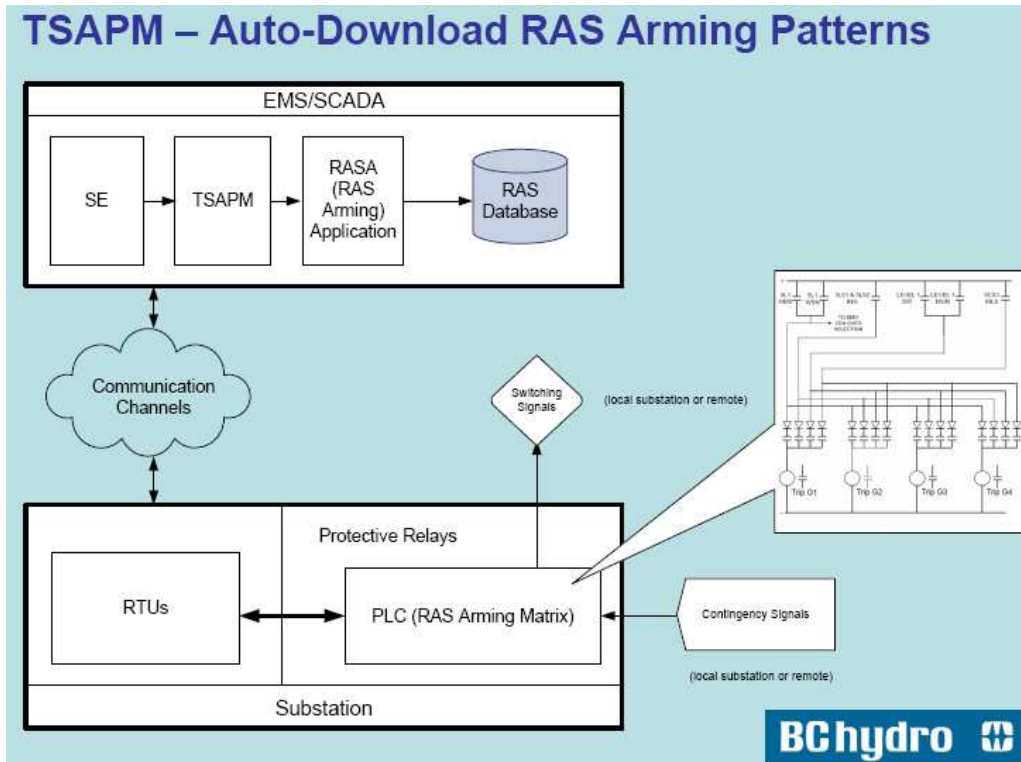 TSAPM – Auto-Download RAS Arming Patterns
EMS/SCADA
SE
TSAPM
RASA
(RAS
Arming)
Application
RAS
Database
Communication
Channels
Switching
Signals
(local substation or remote)
Trip G1
Trip G2
Trip G3
Trip G4
Protective Relays
RTUs
PLC (RAS Arming Matrix)
Contingency Signals
(local substation or remote)
Substation
BC hydro